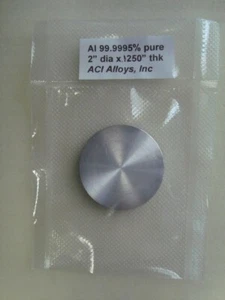 Al 99.9995% pure
2" dia x .1250" thk
ACI Alloys, Inc